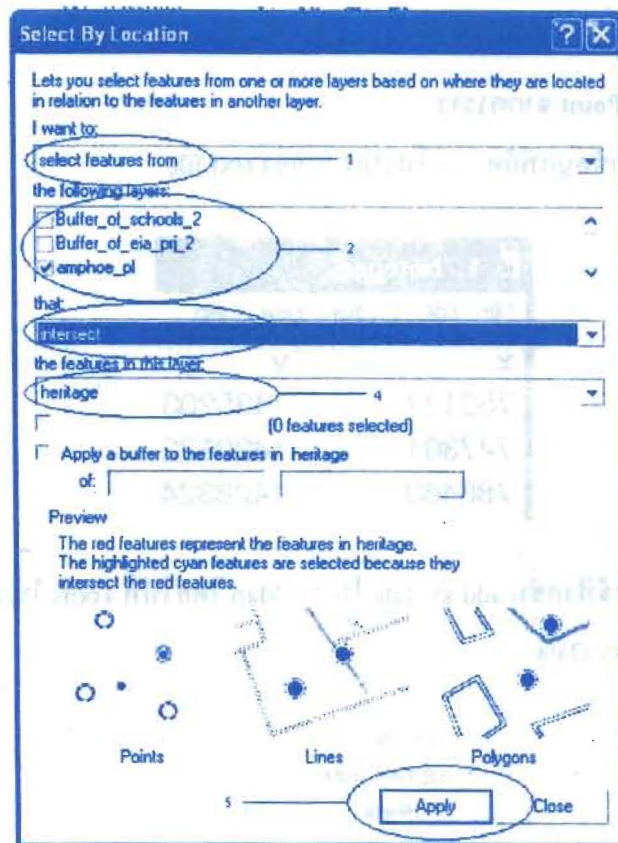 Select By Location
Lets you select features from one or more layers based on where they are located
in relation to the features in another layer.
I want to:
select features from 1
the following layers:
Buffer_of_schools_2
Buffer_of_eia_prj_2 2
amphoe_pl
that:
intersect
the features in this layer:
heritage 4
(0 features selected)
Apply a buffer to the features in heritage
of:
Preview
The red features represent the features in heritage.
The highlighted cyan features are selected because they
intersect the red features.
Points Lines Polygons
5 Apply Close